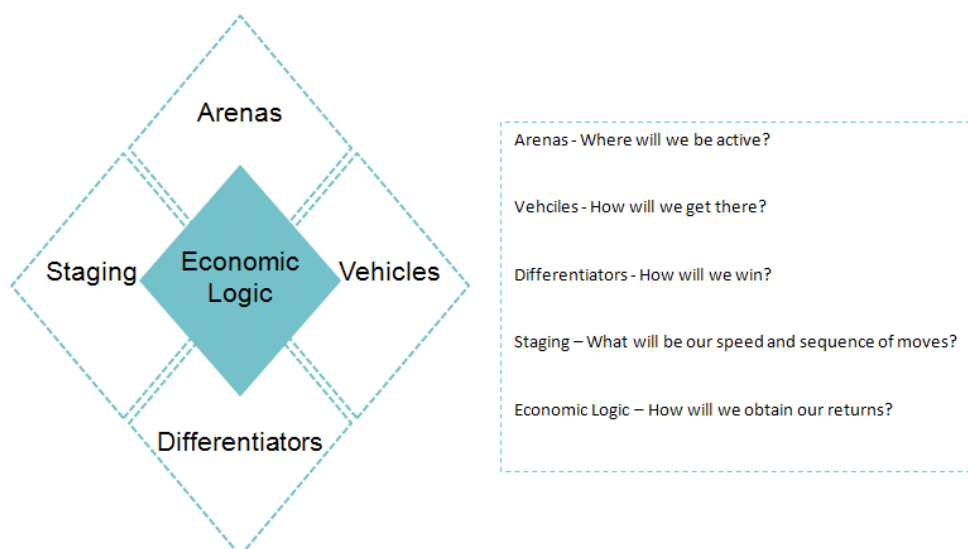 Arenas
Staging
Economic
Logic
Vehicles
Differentiators
Arenas - Where will we be active?
Vehciles - How will we get there?
Differentiators - How will we win?
Staging – What will be our speed and sequence of moves?
Economic Logic – How will we obtain our returns?